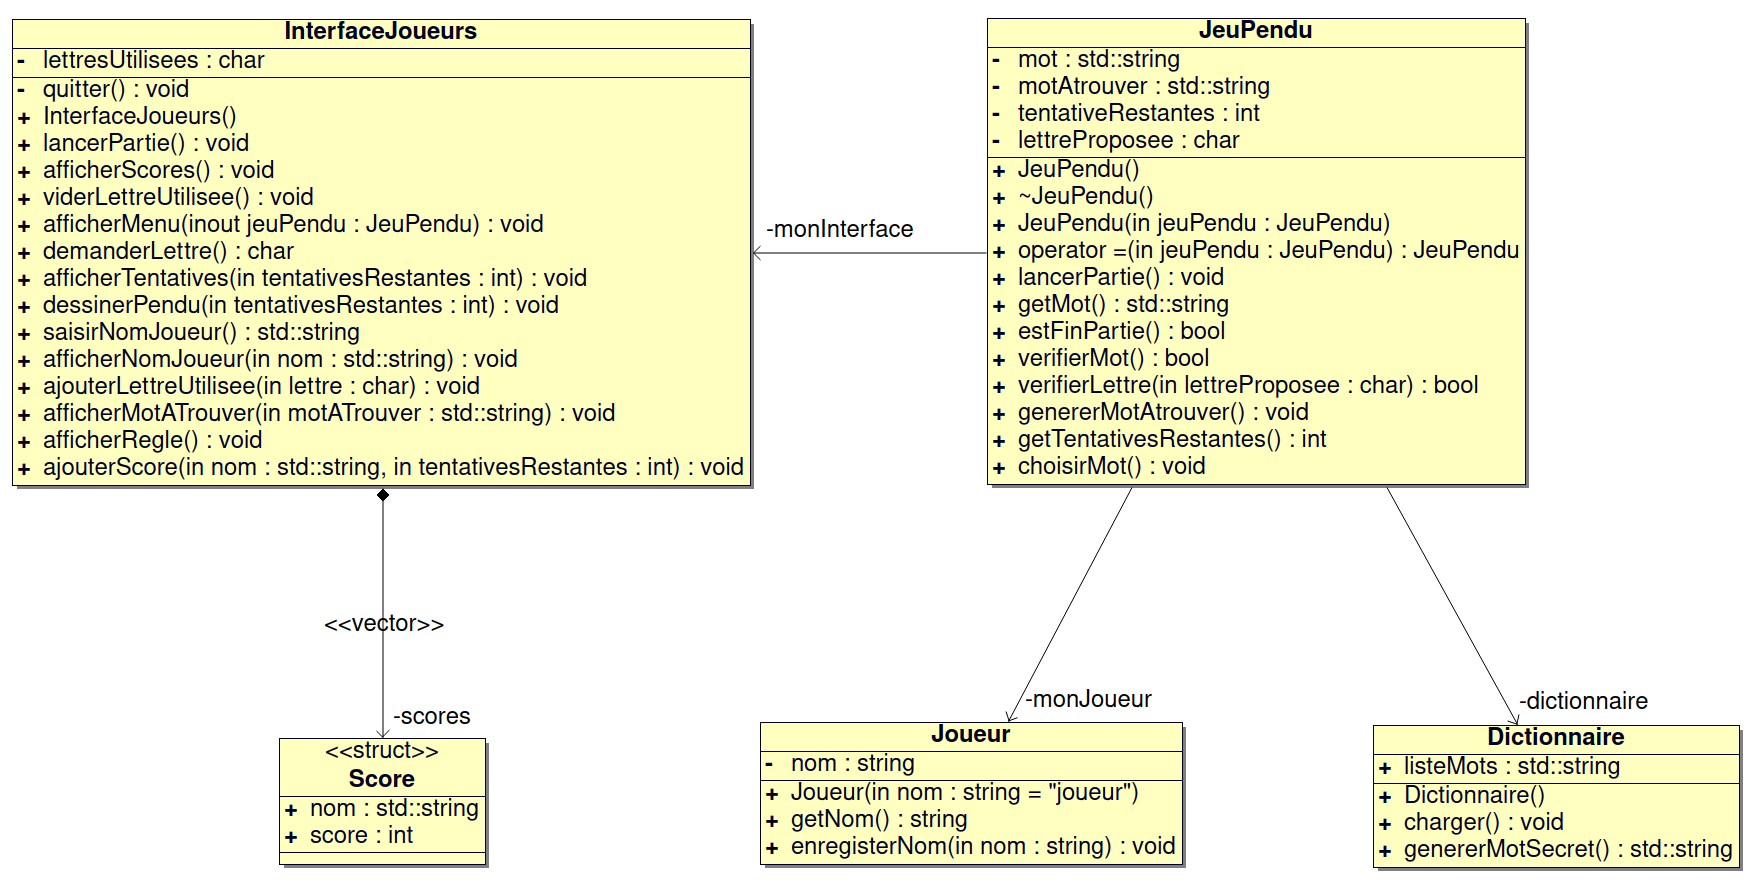 InterfaceJoueurs
- lettresUtilisees : char
- quitter() : void
+ InterfaceJoueurs()
+ lancerPartie() : void
+ afficherScores() : void
+ viderLettreUtilisee() : void
+ afficherMenu(inout jeuPendu : JeuPendu) : void
+ demanderLettre() : char
+ afficherTentatives(in tentativesRestantes : int) : void
+ dessinerPendu(in tentativesRestantes : int) : void
+ saisirNomJoueur() : std::string
+ afficherNomJoueur(in nom : std::string) : void
+ ajouterLettreUtilisee(in lettre : char) : void
+ afficherMotATrouver(in motATrouver : std::string) : void
+ afficherRegle() : void
+ ajouterScore(in nom : std::string, in tentativesRestantes : int) : void
-monInterface
JeuPendu
- mot : std::string
- motAtrouver : std::string
- tentativeRestantes : int
- lettreProposee : char
+ JeuPendu()
+ ~JeuPendu()
+ JeuPendu(in jeuPendu : JeuPendu)
+ operator =(in jeuPendu : JeuPendu) : JeuPendu
+ lancerPartie() : void
+ getMot() : std::string
+ estFinPartie() : bool
+ verifierMot() : bool
+ verifierLettre(in lettreProposee : char) : bool
+ genererMotAtrouver() : void
+ getTentativesRestantes() : int
+ choisirMot() : void
<<vector>>
-scores
<<struct>>
Score
+ nom : std::string
+ score : int
-monJoueur
Joueur
- nom : string
+ Joueur(in nom : string = "joueur")
+ getNom() : string
+ enregisterNom(in nom : string) : void
-dictionnaire
Dictionnaire
+ listeMots : std::string
+ Dictionnaire()
+ charger() : void
+ genererMotSecret() : std::string